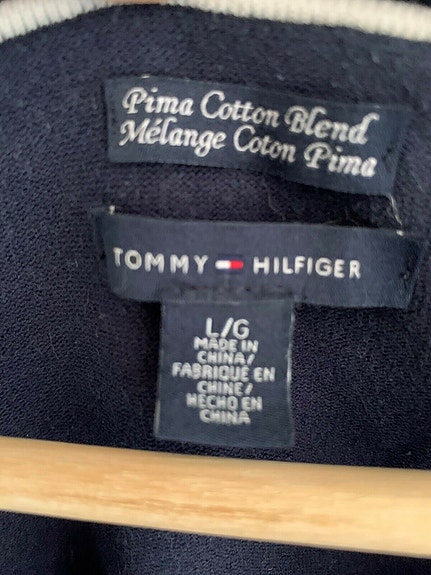 Pima Cotton Blend
Mélange Coton Pima
TOMMY HILFIGER
L/G
MADE IN
CHINA/
FABRIQUÉ EN
CHINE/
HECHO EN
CHINA